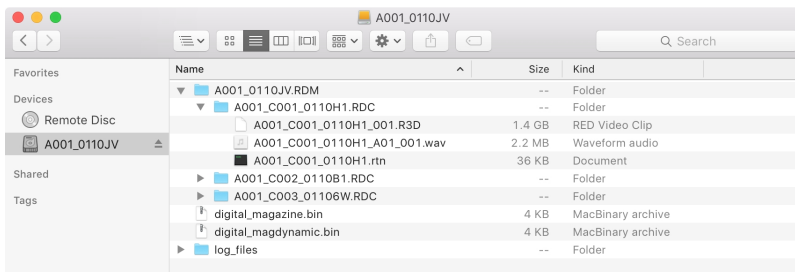 A001_0110JV
Search
Favorites
Devices
Remote Disc
A001_0110JV
Shared
Tags
Name Size Kind
A001_0110JV.RDM -- Folder
A001_C001_0110H1.RDC -- Folder
A001_C001_0110H1_001.R3D 1.4 GB RED Video Clip
A001_C001_0110H1_A01_001.wav 2.2 MB Waveform audio
A001_C001_0110H1.rtn 36 KB Document
A001_C002_0110B1.RDC -- Folder
A001_C003_01106W.RDC -- Folder
digital_magazine.bin 4 KB MacBinary archive
digital_magdynamic.bin 4 KB MacBinary archive
log_files -- Folder